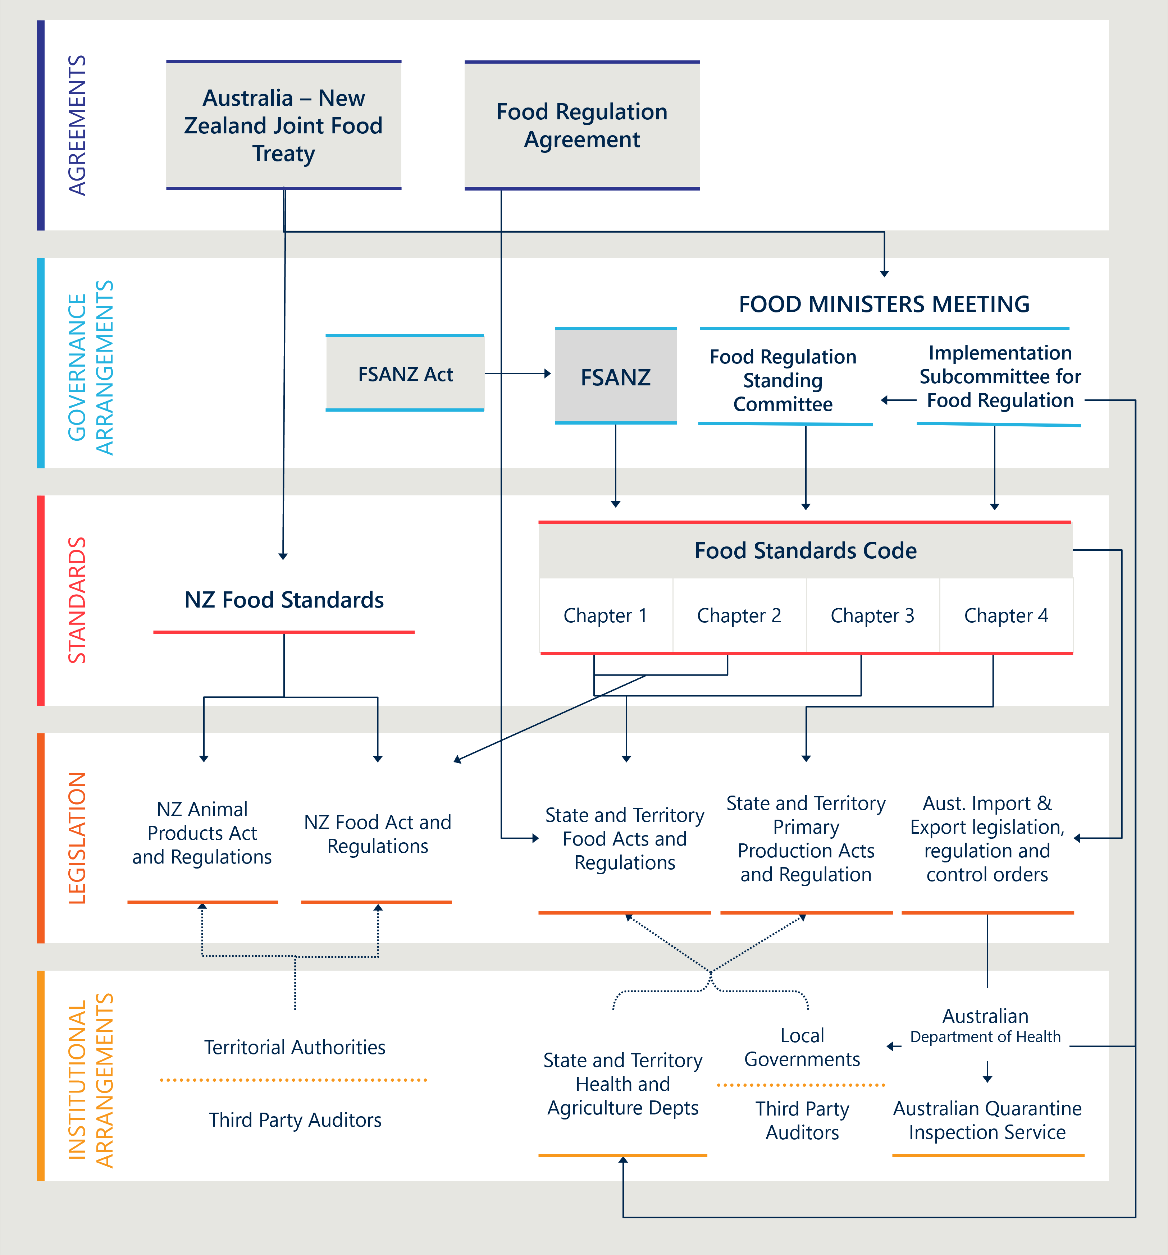 AGREEMENTS
Australia – New
Zealand Joint Food
Treaty
Food Regulation
Agreement
GOVERNANCE
ARRANGEMENTS
FSANZ Act
FSANZ
FOOD MINISTERS MEETING
Food Regulation
Standing
Committee
Implementation
Subcommittee for
Food Regulation
STANDARDS
NZ Food Standards
Food Standards Code
Chapter 1
Chapter 2
Chapter 3
Chapter 4
LEGISLATION
NZ Animal
Products Act
and Regulations
NZ Food Act and
Regulations
State and Territory
Food Acts and
Regulations
State and Territory
Primary
Production Acts
and Regulation
Aust. Import &
Export legislation,
regulation and
control orders
INSTITUTIONAL
ARRANGEMENTS
Territorial Authorities
Third Party Auditors
State and Territory
Health and
Agriculture Depts
Local
Governments
Third Party
Auditors
Australian
Department of Health
Australian Quarantine
Inspection Service